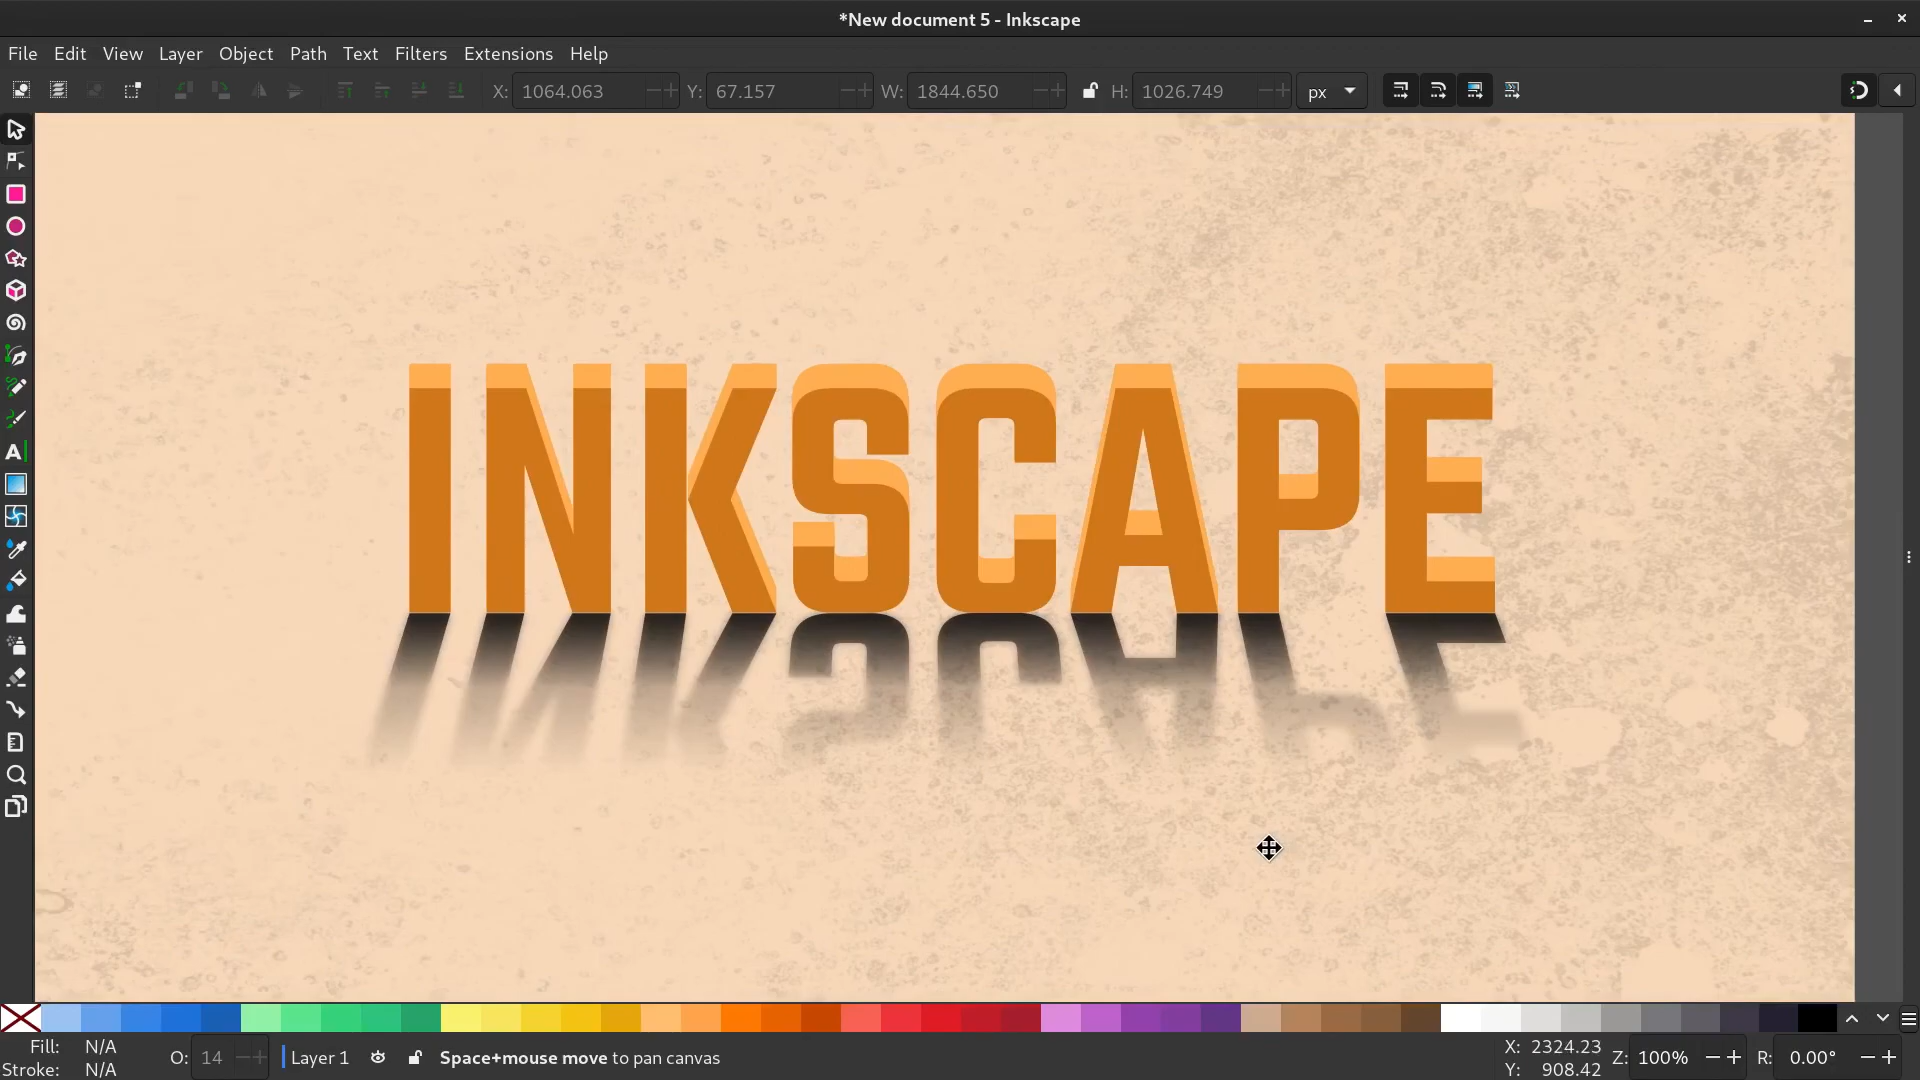 *New document 5 - Inkscape
File Edit View Layer Object Path Text Filters Extensions Help
X: 1064.063 Y: 67.157 W: 1844.650 H: 1026.749 px
INKSCAPE
Fill: N/A O: 14 Layer 1 Space+mouse move to pan canvas X: 2324.23 Z: 100% R: 0.00°
Stroke: N/A Y: 908.42